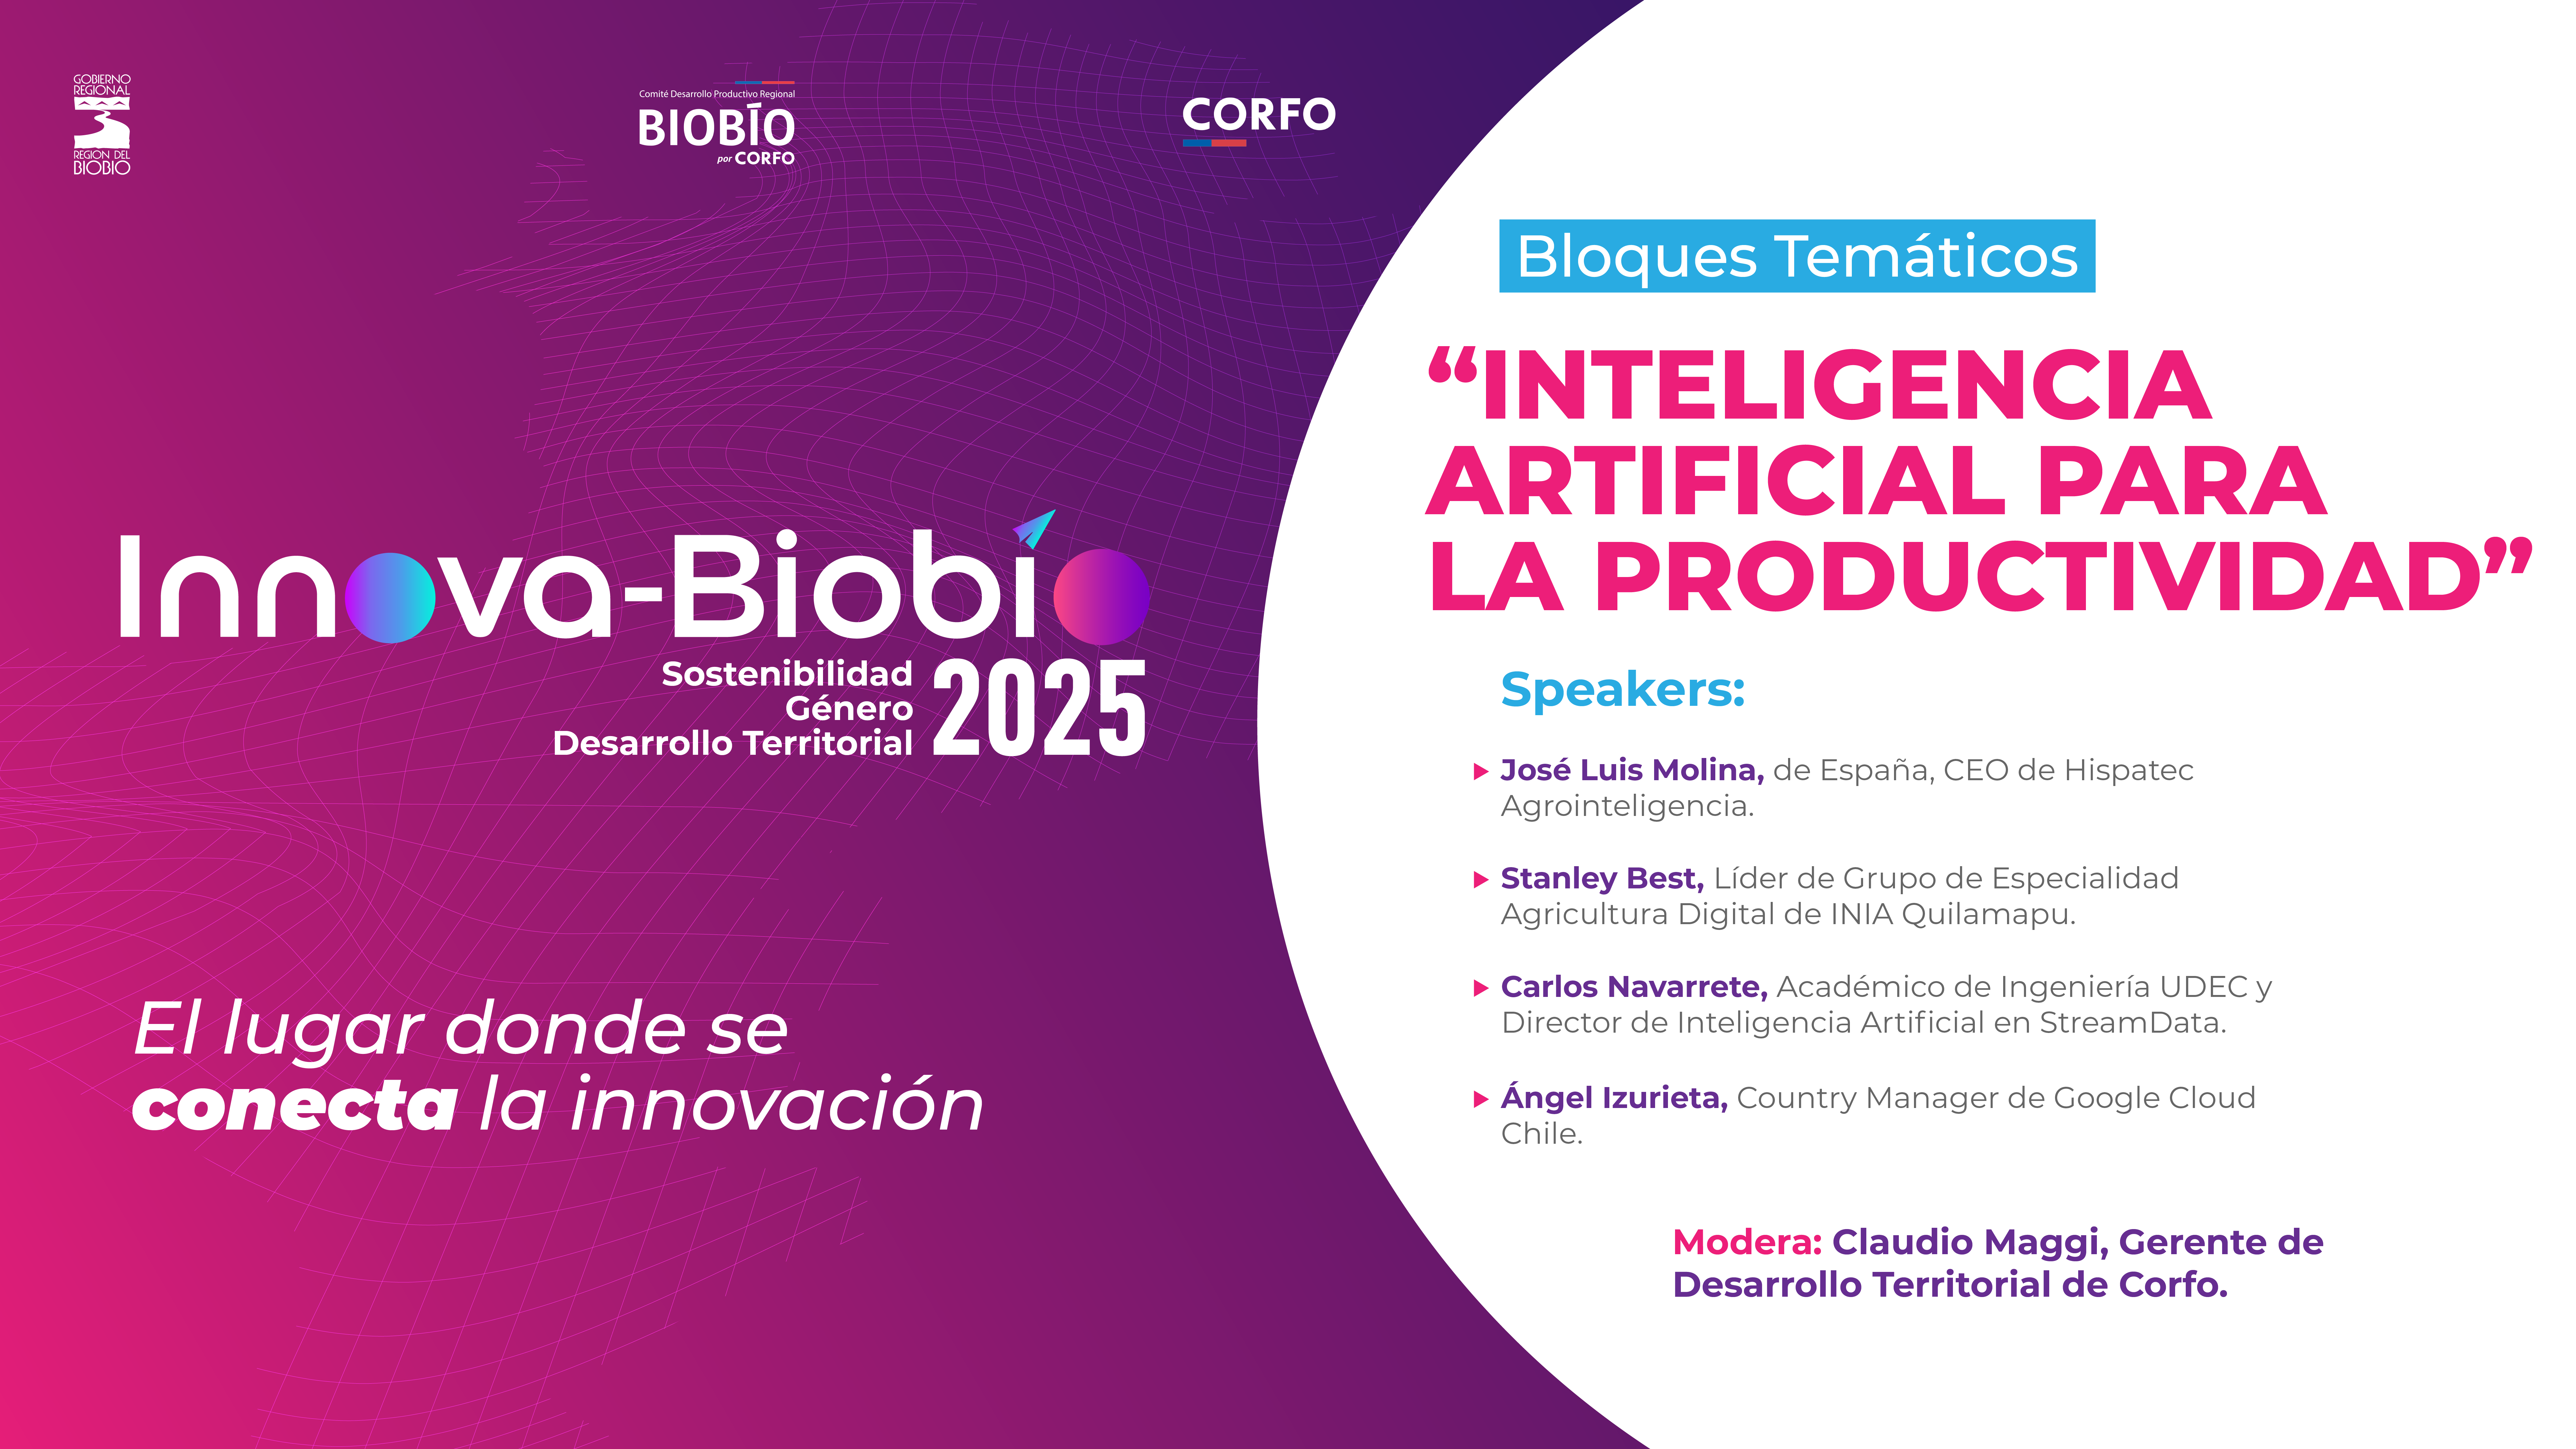 GOBIERNO
REGIONAL
REGION DEL
BIOBIO
Comité Desarrollo Productivo Regional
BIOBÍO
por CORFO
CORFO
Innova-Biobío
Sostenibilidad
Género
Desarrollo Territorial
2025
El lugar donde se
conecta la innovación
Bloques Temáticos
“INTELIGENCIA
ARTIFICIAL PARA
LA PRODUCTIVIDAD”
Speakers:
José Luis Molina, de España, CEO de Hispatec
Agrointeligencia.
Stanley Best, Líder de Grupo de Especialidad
Agricultura Digital de INIA Quilamapu.
Carlos Navarrete, Académico de Ingeniería UDEC y
Director de Inteligencia Artificial en StreamData.
Ángel Izurieta, Country Manager de Google Cloud
Chile.
Modera: Claudio Maggi, Gerente de
Desarrollo Territorial de Corfo.